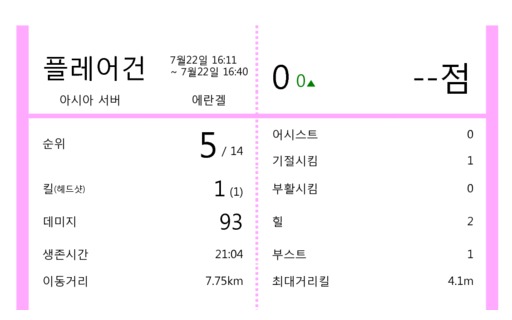 플레어건
7월22일 16:11
~ 7월22일 16:40
아시아 서버
에란겔
0 0▲
--점
순위 5 / 14
킬(헤드샷) 1 (1)
데미지 93
생존시간 21:04
이동거리 7.75km
어시스트 0
기절시킴 1
부활시킴 0
힐 2
부스트 1
최대거리킬 4.1m